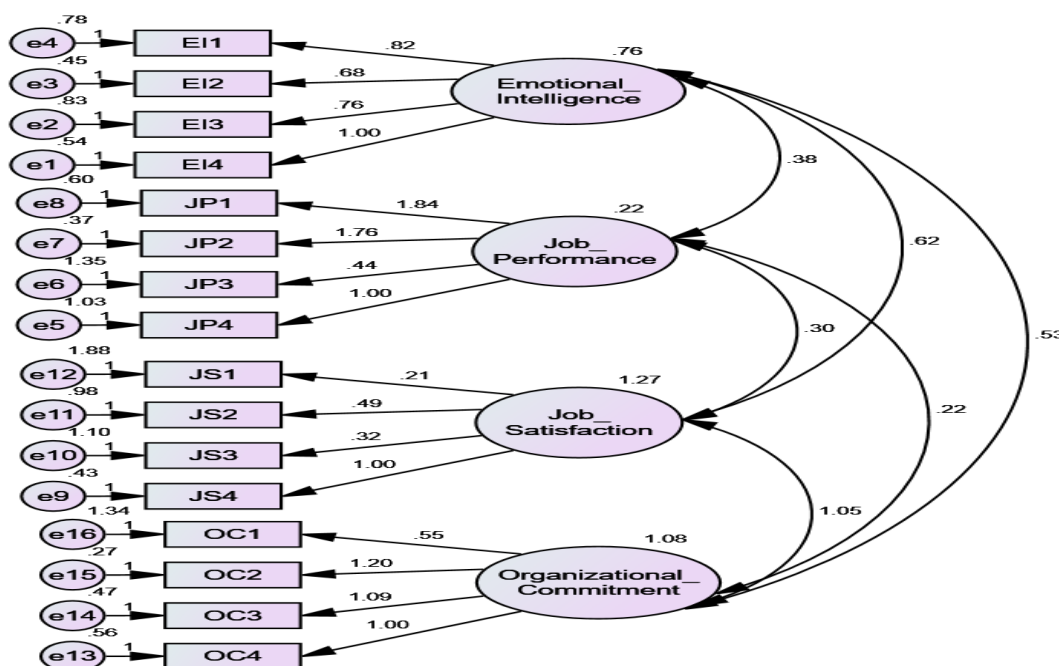 .78
e4 1 EI1 .82 .76
.45
e3 1 EI2 .68 Emotional_
Intelligence
.83
e2 1 EI3 .76
.54
e1 1 EI4 1.00 .38
.60
e8 1 JP1 1.84 .22
.37
e7 1 JP2 1.76 Job_
Performance .62
1.35
e6 1 JP3 .44
1.03
e5 1 JP4 1.00 .30 .53
1.88
e12 1 JS1 .21 1.27
.98
e11 1 JS2 .49 Job_
Satisfaction .22
1.10
e10 1 JS3 .32
.43
e9 1 JS4 1.00 1.05
1.34
e16 1 OC1 .55 1.08
.27
e15 1 OC2 1.20 Organizational_
Commitment
.47
e14 1 OC3 1.09
.56
e13 1 OC4 1.00